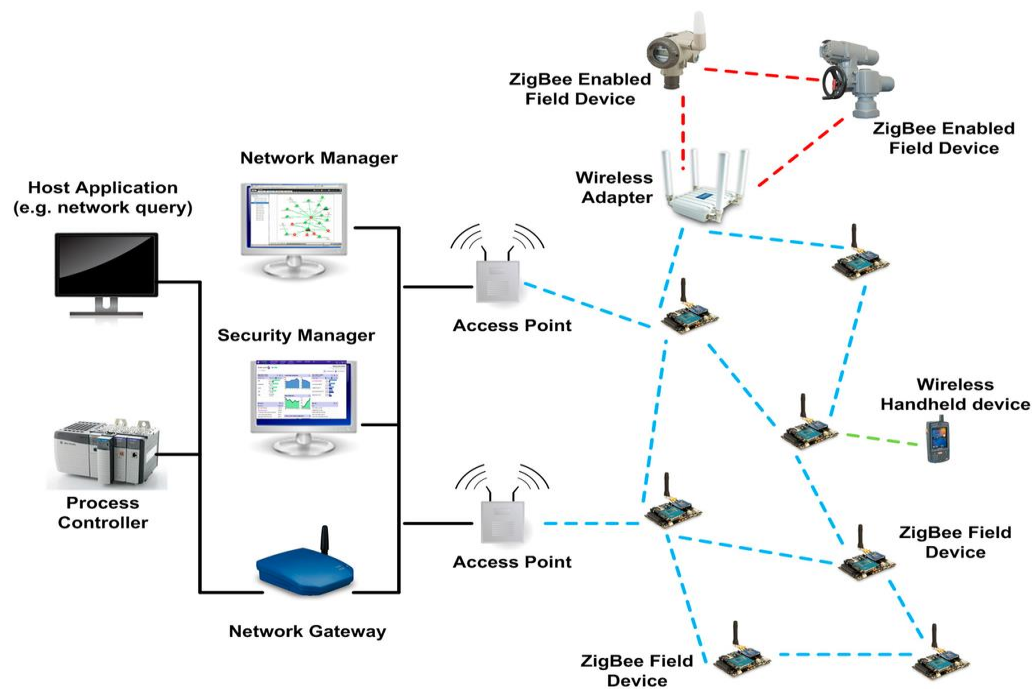 ZigBee Enabled
Field Device
ZigBee Enabled
Field Device
Network Manager
Wireless
Adapter
Host Application
(e.g. network query)
Security Manager
Access Point
Wireless
Handheld device
Process
Controller
ZigBee Field
Device
Access Point
Network Gateway
ZigBee Field
Device